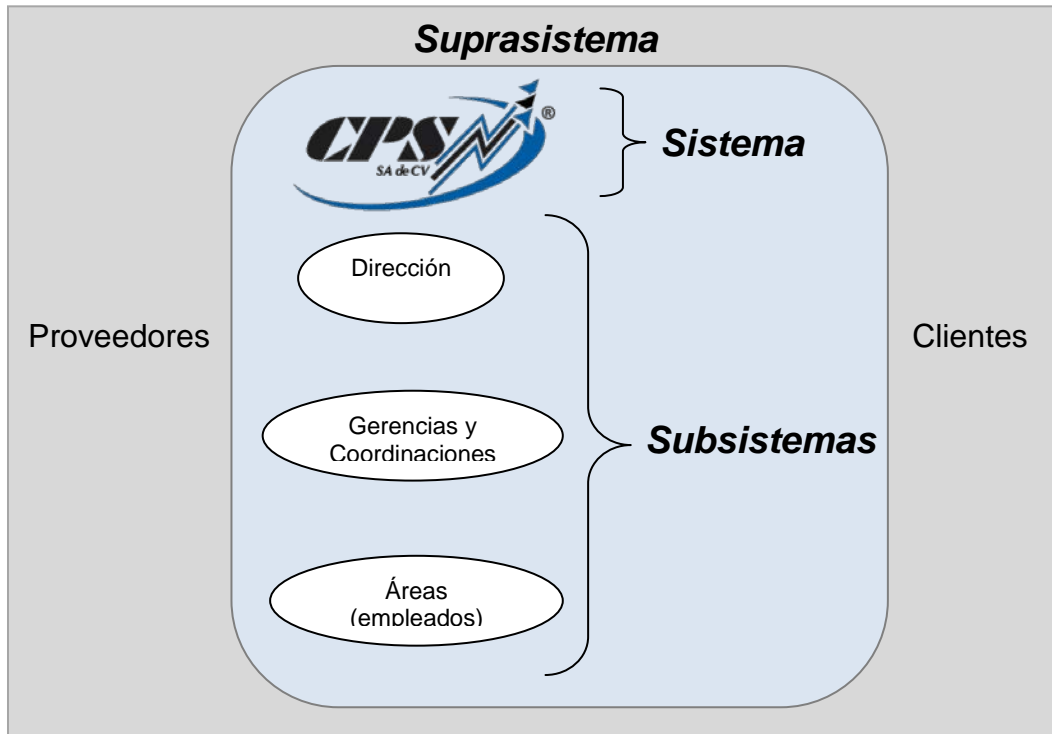 Suprasistema
CPS
®
SA de CV
Sistema
Dirección
Proveedores
Clientes
Gerencias y
Coordinaciones
Subsistemas
Áreas
(empleados)